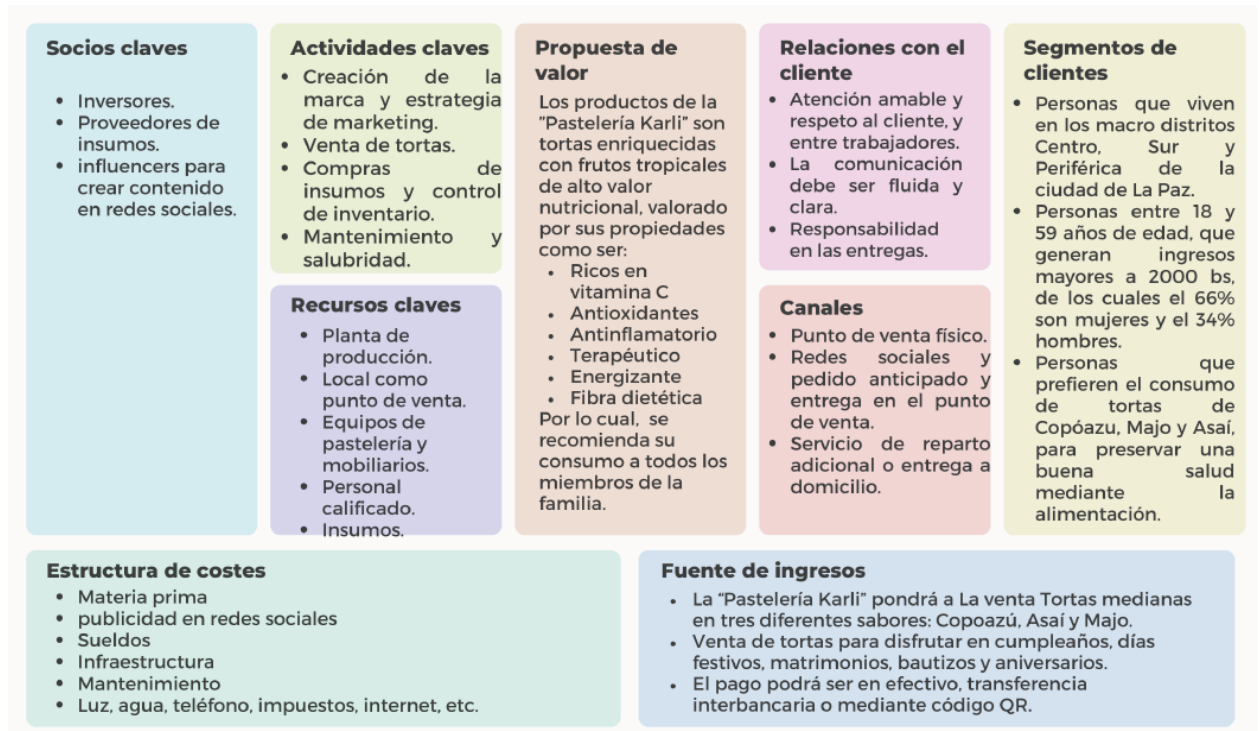 Socios claves
• Inversores.
• Proveedores de
insumos.
• influencers para
crear contenido
en redes sociales.
Actividades claves
• Creación de la
marca y estrategia
de marketing.
• Venta de tortas.
• Compras de
insumos y control
de inventario.
• Mantenimiento y
salubridad.
Recursos claves
• Planta de
producción.
• Local como
punto de venta.
• Equipos de
pastelería y
mobiliarios.
• Personal
calificado.
• Insumos.
Propuesta de
valor
Los productos de la
"Pastelería Karli" son
tortas enriquecidas
con frutos tropicales
de alto valor
nutricional, valorado
por sus propiedades
como ser:
• Ricos en
vitamina C
• Antioxidantes
• Antinflamatorio
• Terapéutico
• Energizante
• Fibra dietética
Por lo cual, se
recomienda su
consumo a todos los
miembros de la
familia.
Relaciones con el
cliente
• Atención amable y
respeto al cliente, y
entre trabajadores.
• La comunicación
debe ser fluida y
clara.
• Responsabilidad
en las entregas.
Canales
• Punto de venta físico.
• Redes sociales y
pedido anticipado y
entrega en el punto
de venta.
• Servicio de reparto
adicional o entrega a
domicilio.
Segmentos de
clientes
• Personas que viven
en los macro distritos
Centro, Sur y
Periférica de la
ciudad de La Paz.
• Personas entre 18 y
59 años de edad, que
generan ingresos
mayores a 2000 bs,
de los cuales el 66%
son mujeres y el 34%
hombres.
• Personas que
prefieren el consumo
de tortas de
Copóazu, Majo y Asaí,
para preservar una
buena salud
mediante la
alimentación.
Estructura de costes
• Materia prima
• publicidad en redes sociales
• Sueldos
• Infraestructura
• Mantenimiento
• Luz, agua, teléfono, impuestos, internet, etc.
Fuente de ingresos
• La "Pastelería Karli" pondrá a La venta Tortas medianas
en tres diferentes sabores: Copoazú, Asaí y Majo.
• Venta de tortas para disfrutar en cumpleaños, días
festivos, matrimonios, bautizos y aniversarios.
• El pago podrá ser en efectivo, transferencia
interbancaria o mediante código QR.